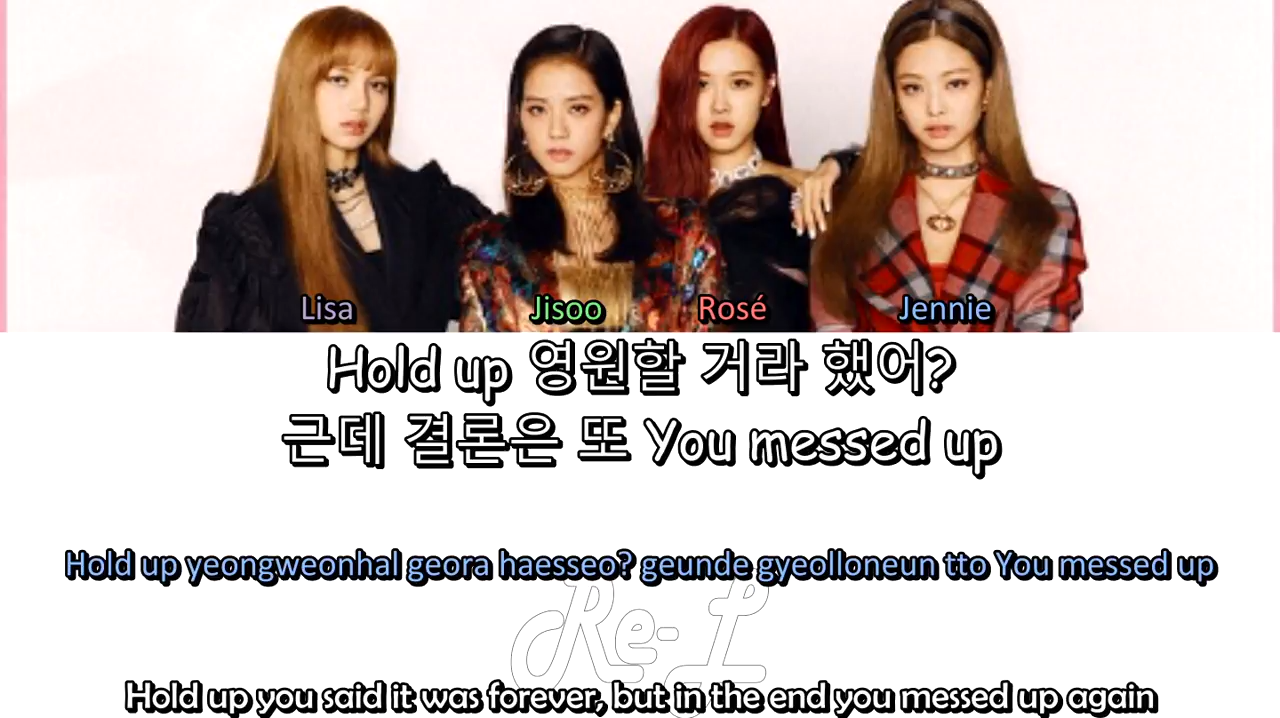 Lisa Jisoo Rosé Jennie
Hold up 영원할 거라 했어?
근데 결론은 또 You messed up
Hold up yeongweonhal geora haesseo? geunde gyeolloneun tto You messed up
Re-L
Hold up you said it was forever, but in the end you messed up again